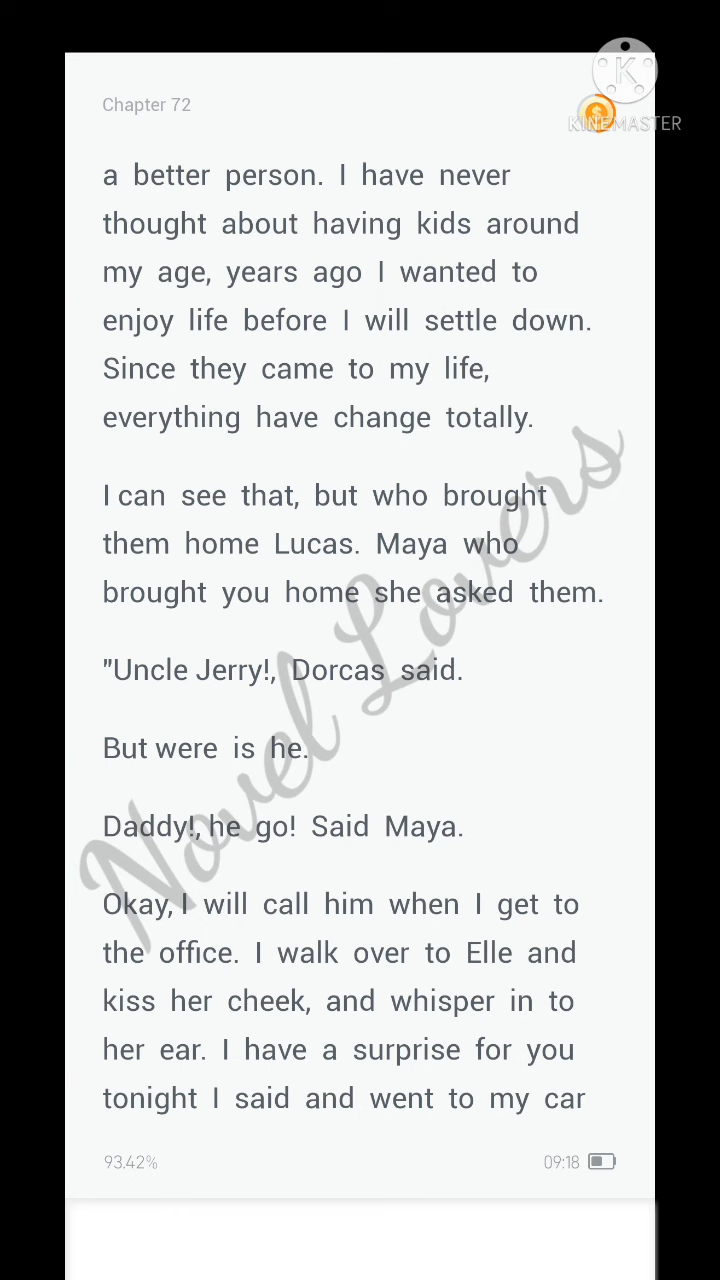 Chapter 72
K
KINEMASTER
a better person. I have never
thought about having kids around
my age, years ago I wanted to
enjoy life before I will settle down.
Since they came to my life,
everything have change totally.
I can see that, but who brought
them home Lucas. Maya who
brought you home she asked them.
"Uncle Jerry!, Dorcas said.
But were is he.
Daddy!, he go! Said Maya.
Okay, I will call him when I get to
the office. I walk over to Elle and
kiss her cheek, and whisper in to
her ear. I have a surprise for you
tonight I said and went to my car
Novel Lovers
93.42%
09:18